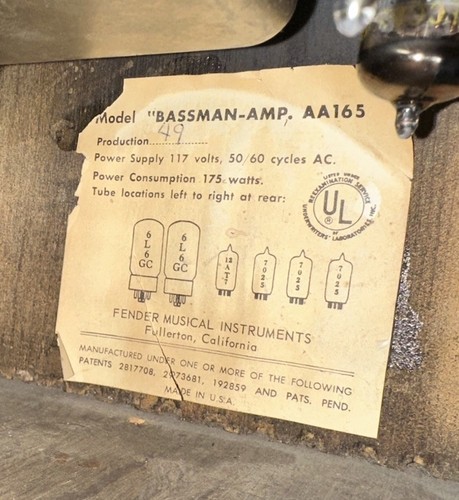 Model "BASSMAN-AMP. AA165
Production 49
Power Supply 117 volts, 50/60 cycles AC.
Power Consumption 175 watts.
Tube locations left to right at rear:
LISTED UNDER
REEXAMINATION SERVICE
UL ®
OF
UNDERWRITERS' LABORATORIES, INC.
6L6GC
6L6GC
12AT7
7025
7025
7025
FENDER MUSICAL INSTRUMENTS
Fullerton, California
MANUFACTURED UNDER ONE OR MORE OF THE FOLLOWING
PATENTS 2817708, 2973681, 192859 AND PATS. PEND.
MADE IN U.S.A.